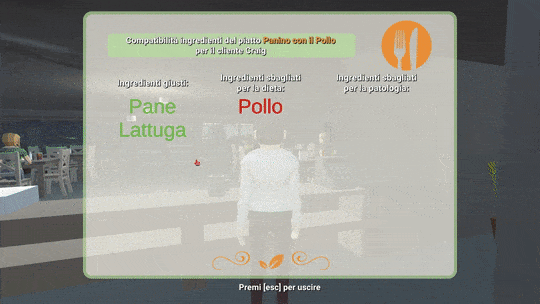 Compatibilità ingredienti del piatto Panino con il Pollo
per il cliente Craig
Ingredienti giusti:
Ingredienti sbagliati
per la dieta:
Ingredienti sbagliati
per la patologia:
Pane
Lattuga
Pollo
Premi [esc] per uscire